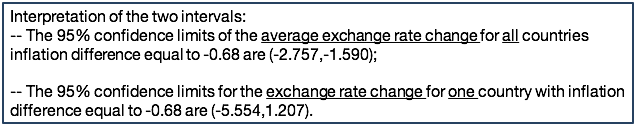 Interpretation of the two intervals:
-- The 95% confidence limits of the average exchange rate change for all countries
inflation difference equal to -0.68 are (-2.757,-1.590);
-- The 95% confidence limits for the exchange rate change for one country with inflation
difference equal to -0.68 are (-5.554,1.207).